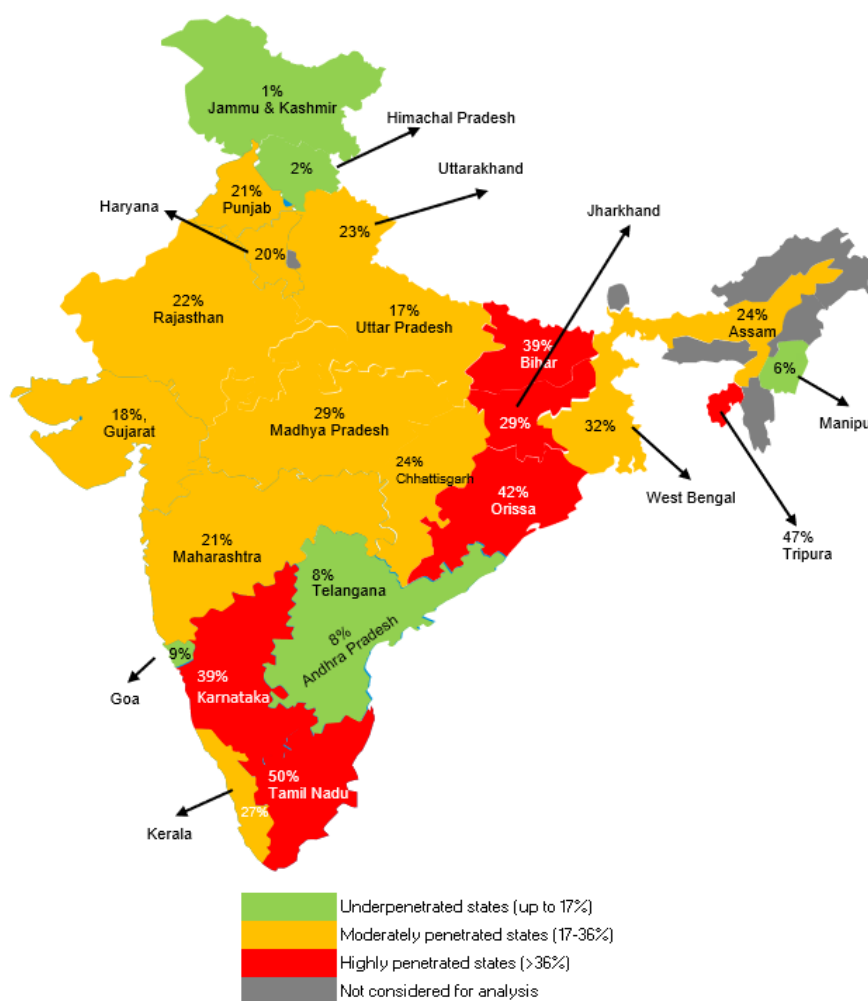 1%
Jammu & Kashmir
Himachal Pradesh
2%
Uttarakhand
21%
Punjab
Haryana
Jharkhand
23%
20%
22%
Rajasthan
17%
Uttar Pradesh
24%
Assam
39%
Bihar
6%
18%,
Gujarat
29%
Madhya Pradesh
29%
32%
Manipu
24%
Chhattisgarh
42%
Orissa
West Bengal
21%
Maharashtra
47%
Tripura
8%
Telangana
8%
Andhra Pradesh
9%
Goa
39%
Karnataka
50%
Tamil Nadu
27%
Kerala
Underpenetrated states (up to 17%)
Moderately penetrated states (17-36%)
Highly penetrated states (>36%)
Not considered for analysis